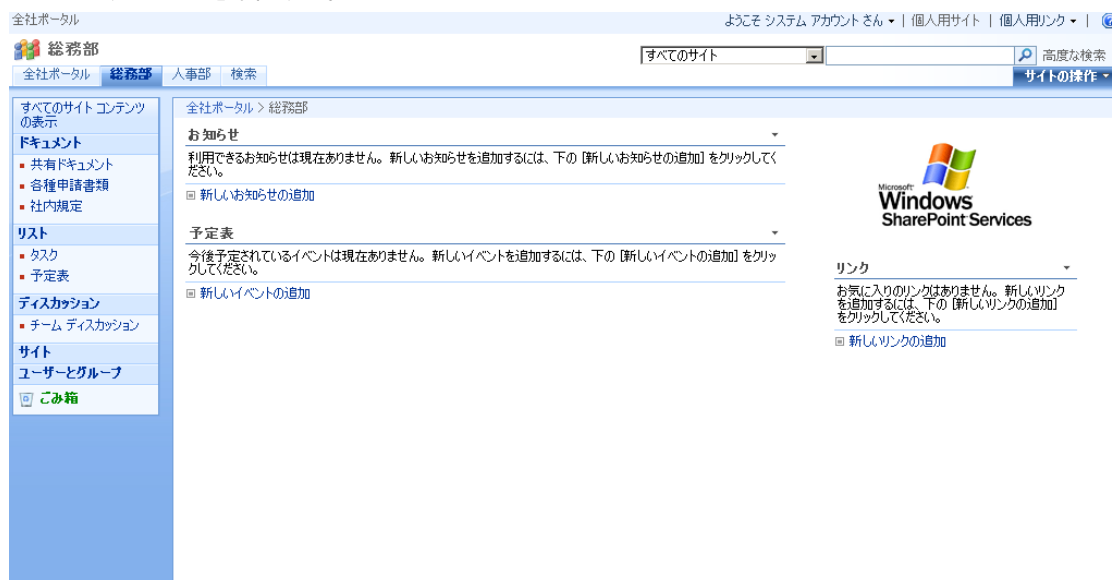 全社ポータル
ようこそ システム アカウント さん | 個人用サイト | 個人用リンク |
総務部
すべてのサイト
高度な検索
全社ポータル 総務部 人事部 検索
サイトの操作
すべてのサイト コンテンツ
の表示
ドキュメント
共有ドキュメント
各種申請書類
社内規定
リスト
タスク
予定表
ディスカッション
チーム ディスカッション
サイト
ユーザーとグループ
ごみ箱
全社ポータル > 総務部
お知らせ
利用できるお知らせは現在ありません。新しいお知らせを追加するには、下の [新しいお知らせの追加] をクリックしてく
ださい。
新しいお知らせの追加
予定表
今後予定されているイベントは現在ありません。新しいイベントを追加するには、下の [新しいイベントの追加] をクリッ
クしてください。
新しいイベントの追加
Microsoft
Windows
SharePoint Services
リンク
お気に入りのリンクはありません。新しいリンク
を追加するには、下の [新しいリンクの追加]
をクリックしてください。
新しいリンクの追加